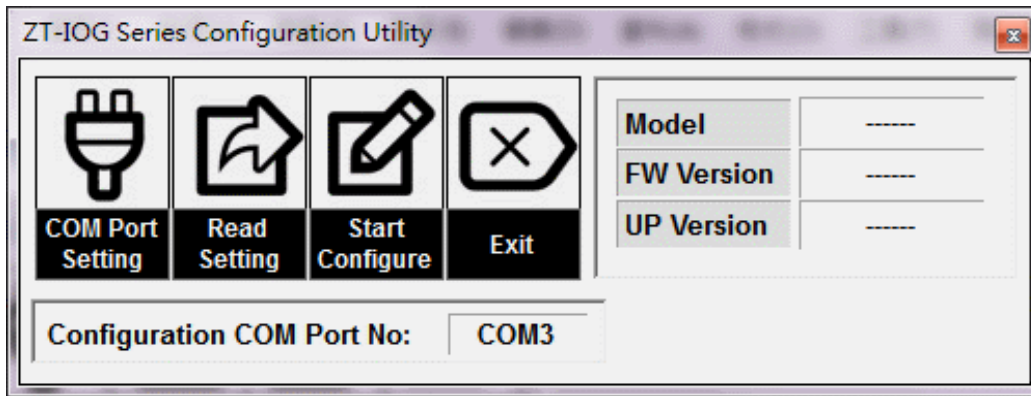 ZT-IOG Series Configuration Utility
COM Port
Setting
Read
Setting
Start
Configure
Exit
Model ------
FW Version ------
UP Version ------
Configuration COM Port No: COM3